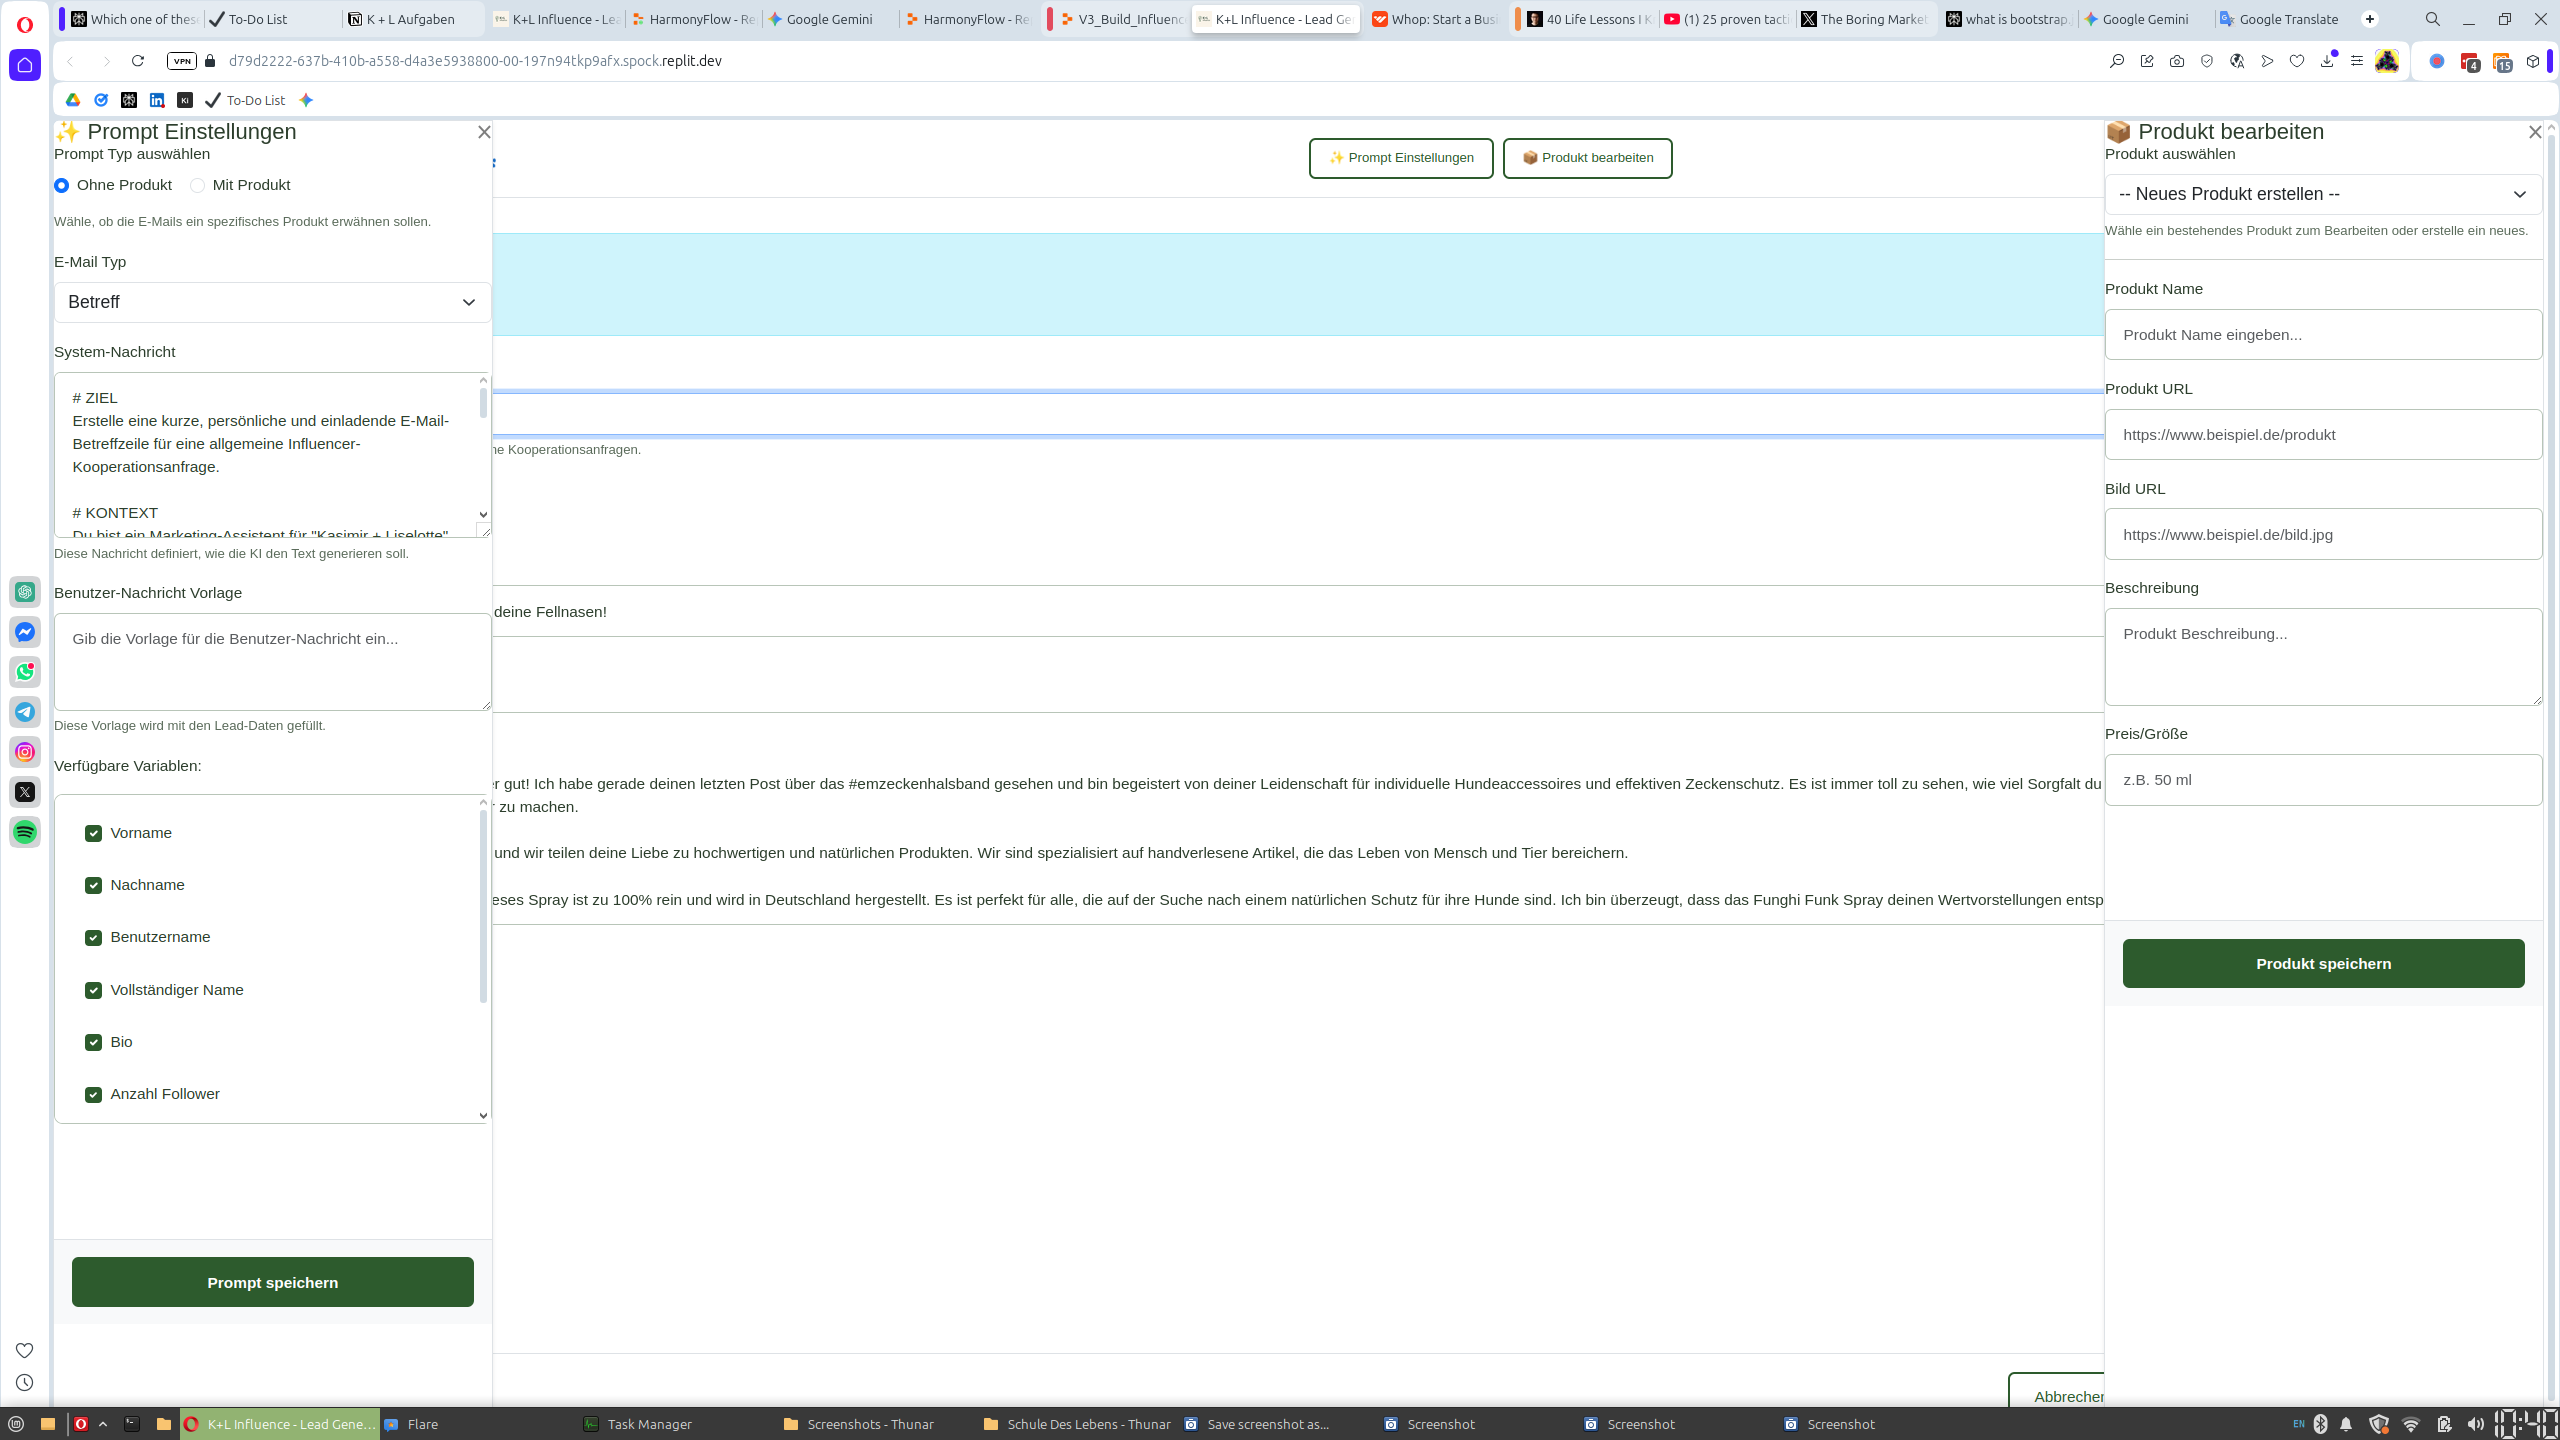 Which one of thes
To-Do List
K + L Aufgaben
K+L Influence - Lea
HarmonyFlow - Re
Google Gemini
HarmonyFlow - Re
V3_Build_Influenc
K+L Influence - Lead Ge
Whop: Start a Busi
40 Life Lessons I K
(1) 25 proven tacti
The Boring Market
what is bootstrap.
Google Gemini
Google Translate
VPN
d79d2222-637b-410b-a558-d4a3e5938800-00-197n94tkp9afx.spock.replit.dev
4
15
Ki
To-Do List
✨ Prompt Einstellungen
Prompt Typ auswählen
Ohne Produkt
Mit Produkt
Wähle, ob die E-Mails ein spezifisches Produkt erwähnen sollen.
E-Mail Typ
Betreff
System-Nachricht
# ZIEL
Erstelle eine kurze, persönliche und einladende E-Mail-
Betreffzeile für eine allgemeine Influencer-
Kooperationsanfrage.
# KONTEXT
Du bist ein Marketing-Assistent für "Kasimir + Liselotte"
Diese Nachricht definiert, wie die KI den Text generieren soll.
Benutzer-Nachricht Vorlage
Gib die Vorlage für die Benutzer-Nachricht ein...
Diese Vorlage wird mit den Lead-Daten gefüllt.
Verfügbare Variablen:
Vorname
Nachname
Benutzername
Vollständiger Name
Bio
Anzahl Follower
Prompt speichern
✨ Prompt Einstellungen
📦 Produkt bearbeiten
ne Kooperationsanfragen.
deine Fellnasen!
er gut! Ich habe gerade deinen letzten Post über das #emzeckenhalsband gesehen und bin begeistert von deiner Leidenschaft für individuelle Hundeaccessoires und effektiven Zeckenschutz. Es ist immer toll zu sehen, wie viel Sorgfalt du
r zu machen.
und wir teilen deine Liebe zu hochwertigen und natürlichen Produkten. Wir sind spezialisiert auf handverlesene Artikel, die das Leben von Mensch und Tier bereichern.
eses Spray ist zu 100% rein und wird in Deutschland hergestellt. Es ist perfekt für alle, die auf der Suche nach einem natürlichen Schutz für ihre Hunde sind. Ich bin überzeugt, dass das Funghi Funk Spray deinen Wertvorstellungen entsp
Abbrechen
📦 Produkt bearbeiten
Produkt auswählen
-- Neues Produkt erstellen --
Wähle ein bestehendes Produkt zum Bearbeiten oder erstelle ein neues.
Produkt Name
Produkt Name eingeben...
Produkt URL
https://www.beispiel.de/produkt
Bild URL
https://www.beispiel.de/bild.jpg
Beschreibung
Produkt Beschreibung...
Preis/Größe
z.B. 50 ml
Produkt speichern
K+L Influence - Lead Gene...
Flare
Task Manager
Screenshots - Thunar
Schule Des Lebens - Thunar
Save screenshot as...
Screenshot
Screenshot
Screenshot
EN
10:40